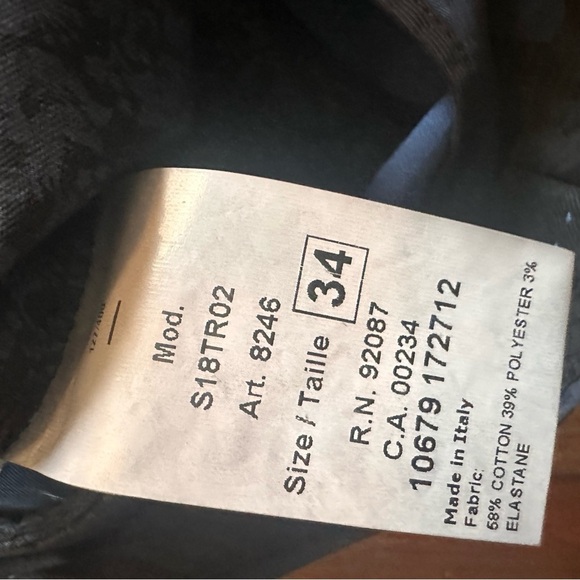 Mod.
S18TR02
Art. 8246
Size / Taille 34
R.N. 92087
C.A. 00234
10679 172712
Made in Italy
Fabric:
58% COTTON 39% POLYESTER 3%
ELASTANE